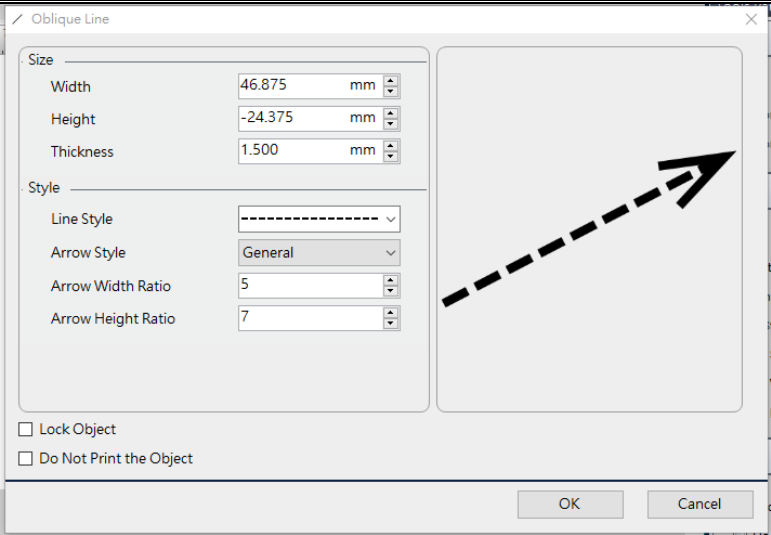 Oblique Line
Size
Width 46.875 mm
Height -24.375 mm
Thickness 1.500 mm
Style
Line Style
Arrow Style General
Arrow Width Ratio 5
Arrow Height Ratio 7
Lock Object
Do Not Print the Object
OK Cancel